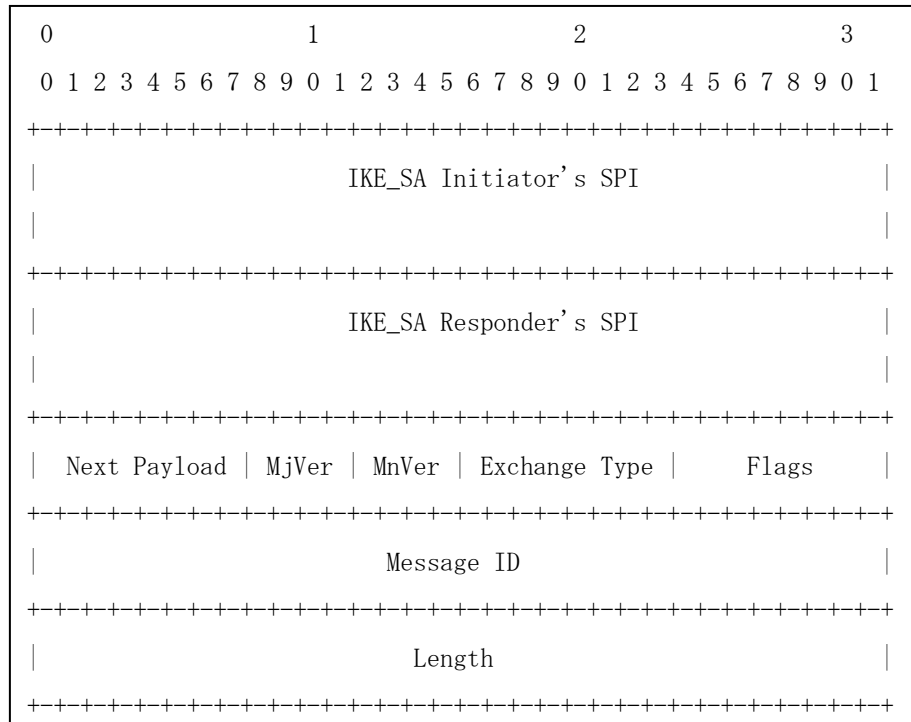 0                   1                   2                   3
0 1 2 3 4 5 6 7 8 9 0 1 2 3 4 5 6 7 8 9 0 1 2 3 4 5 6 7 8 9 0 1
+-+-+-+-+-+-+-+-+-+-+-+-+-+-+-+-+-+-+-+-+-+-+-+-+-+-+-+-+-+-+-+-+
|                       IKE_SA Initiator's SPI                  |
|                                                               |
+-+-+-+-+-+-+-+-+-+-+-+-+-+-+-+-+-+-+-+-+-+-+-+-+-+-+-+-+-+-+-+-+
|                       IKE_SA Responder's SPI                  |
|                                                               |
+-+-+-+-+-+-+-+-+-+-+-+-+-+-+-+-+-+-+-+-+-+-+-+-+-+-+-+-+-+-+-+-+
|  Next Payload | MjVer | MnVer | Exchange Type |     Flags     |
+-+-+-+-+-+-+-+-+-+-+-+-+-+-+-+-+-+-+-+-+-+-+-+-+-+-+-+-+-+-+-+-+
|                          Message ID                           |
+-+-+-+-+-+-+-+-+-+-+-+-+-+-+-+-+-+-+-+-+-+-+-+-+-+-+-+-+-+-+-+-+
|                            Length                             |
+-+-+-+-+-+-+-+-+-+-+-+-+-+-+-+-+-+-+-+-+-+-+-+-+-+-+-+-+-+-+-+-+